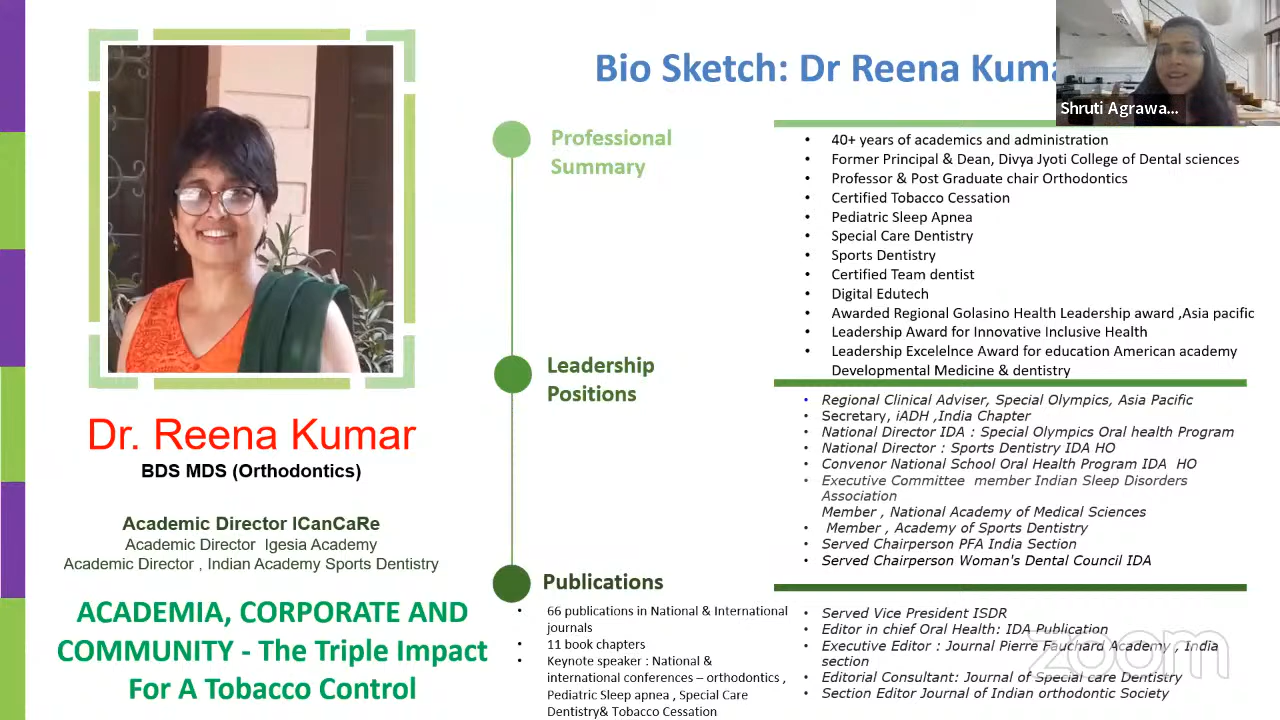 Bio Sketch: Dr Reena Kuma
Shruti Agrawa...
Professional
Summary
40+ years of academics and administration
Former Principal & Dean, Divya Jyoti College of Dental sciences
Professor & Post Graduate chair Orthodontics
Certified Tobacco Cessation
Pediatric Sleep Apnea
Special Care Dentistry
Sports Dentistry
Certified Team dentist
Digital Edutech
Awarded Regional Golasino Health Leadership award ,Asia pacific
Leadership Award for Innovative Inclusive Health
Leadership Excelelnce Award for education American academy
Developmental Medicine & dentistry
Leadership
Positions
Regional Clinical Adviser, Special Olympics, Asia Pacific
Secretary, iADH ,India Chapter
National Director IDA : Special Olympics Oral health Program
National Director : Sports Dentistry IDA HO
Convenor National School Oral Health Program IDA HO
Executive Committee member Indian Sleep Disorders
Association
Member , National Academy of Medical Sciences
Member , Academy of Sports Dentistry
Served Chairperson PFA India Section
Served Chairperson Woman's Dental Council IDA
Dr. Reena Kumar
BDS MDS (Orthodontics)
Academic Director ICanCaRe
Academic Director Igesia Academy
Academic Director , Indian Academy Sports Dentistry
ACADEMIA, CORPORATE AND
COMMUNITY - The Triple Impact
For A Tobacco Control
Publications
66 publications in National & International
journals
11 book chapters
Keynote speaker : National &
international conferences – orthodontics ,
Pediatric Sleep apnea , Special Care
Dentistry& Tobacco Cessation
Served Vice President ISDR
Editor in chief Oral Health: IDA Publication
Executive Editor : Journal Pierre Fauchard Academy , India
section
Editorial Consultant: Journal of Special care Dentistry
Section Editor Journal of Indian orthodontic Society
zoom